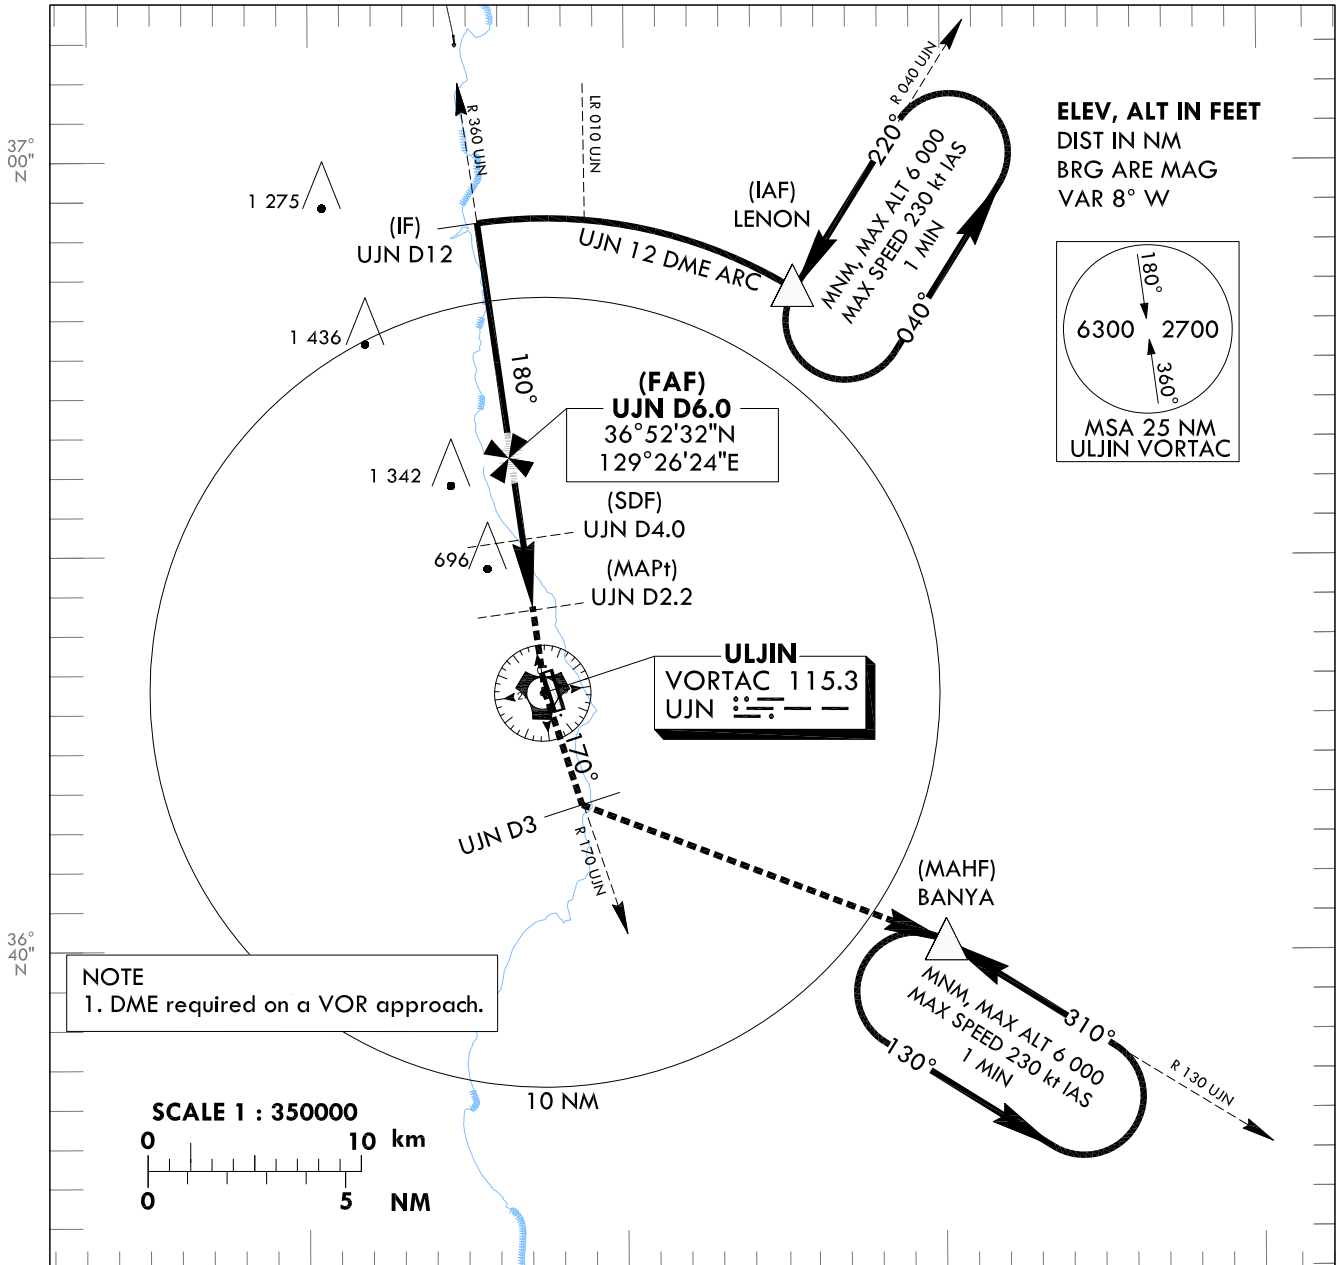 37°
00"
N
R 360 UJN
LR 010 UJN
R 040 UJN
220°
MNM, MAX ALT 6 000
MAX SPEED 230 kt IAS
1 MIN
040°
ELEV, ALT IN FEET
DIST IN NM
BRG ARE MAG
VAR 8° W
1 275
(IF)
UJN D12
(IAF)
LENON
UJN 12 DME ARC
180°
6300 2700
360°
MSA 25 NM
ULJIN VORTAC
1 436
180°
(FAF)
UJN D6.0
36°52'32"N
129°26'24"E
1 342
(SDF)
UJN D4.0
696
(MAPt)
UJN D2.2
ULJIN
VORTAC 115.3
UJN
170°
UJN D3
R 170 UJN
(MAHF)
BANYA
36°
40"
N
NOTE
1. DME required on a VOR approach.
310°
MNM, MAX ALT 6 000
MAX SPEED 230 kt IAS
1 MIN
130°
R 130 UJN
10 NM
SCALE 1 : 350000
0 10 km
0 5 NM